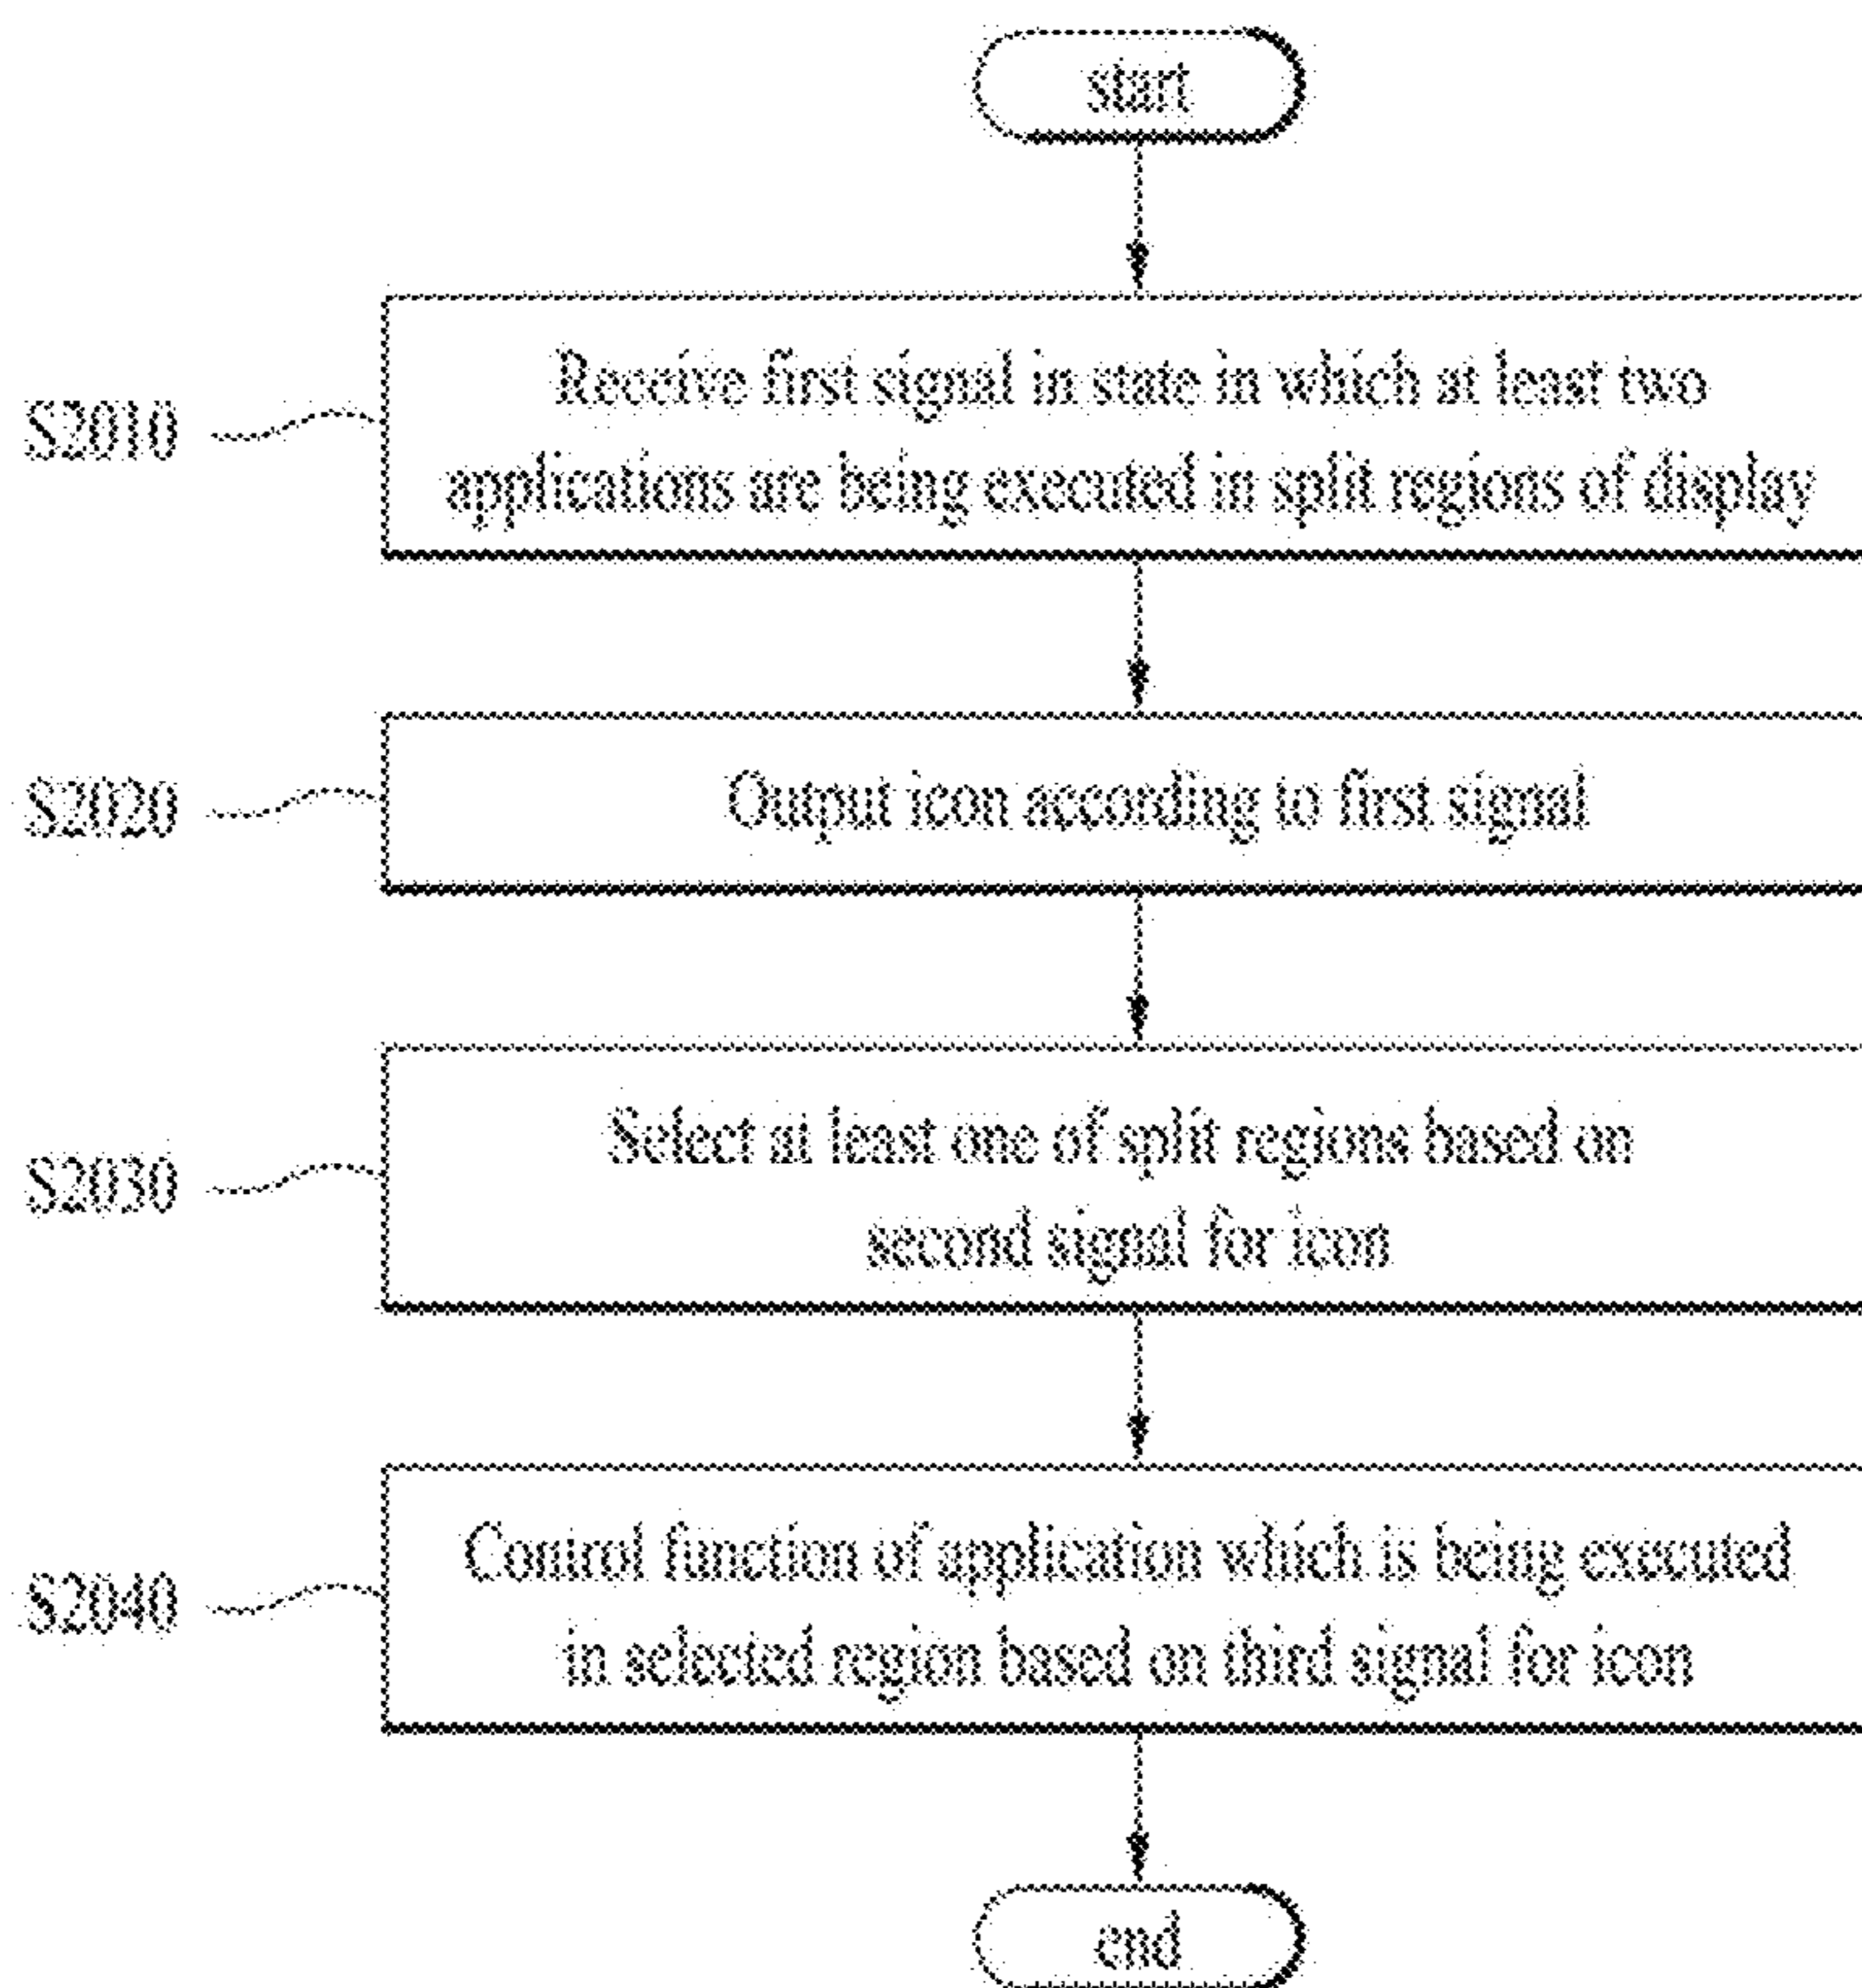 start
S2010
Receive first signal in state in which at least two
applications are being executed in split regions of display
S2020
Output icon according to first signal
S2030
Select at least one of split regions based on
second signal for icon
S2040
Control function of application which is being executed
in selected region based on third signal for icon
end